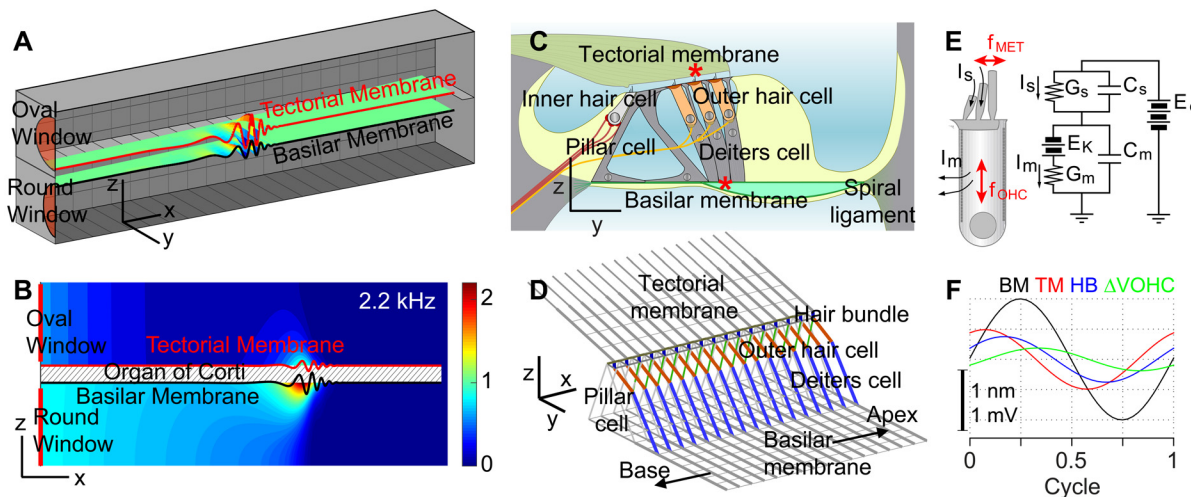 A
Oval
Window
Round
Window
Tectorial Membrane
Basilar Membrane
z
x
y
B
2.2 kHz
Oval
Window
Tectorial Membrane
Organ of Corti
Basilar Membrane
Round
Window
z
x
2
1
0
C
Tectorial membrane
*
Inner hair cell
Outer hair cell
Pillar cell
Deiters cell
*
z
y
Basilar membrane
Spiral
ligament
D
Tectorial
membrane
Hair bundle
Outer hair cell
Deiters cell
z
x
y
Pillar
cell
Apex
Basilar
membrane
Base
E
fMET
Is
Im
fOHC
Is
Gs
Cs
EK
Im
Gm
Cm
F
BM TM HB ΔVOHC
1 nm
1 mV
0
0.5
1
Cycle